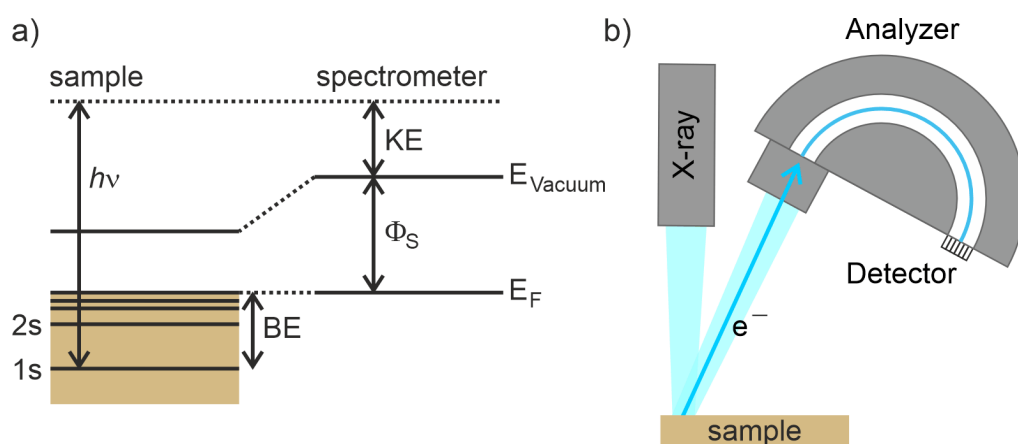 a)
sample
spectrometer
hν
KE
E_Vacuum
Φ_S
E_F
BE
2s
1s
b)
Analyzer
X-ray
Detector
e⁻
sample